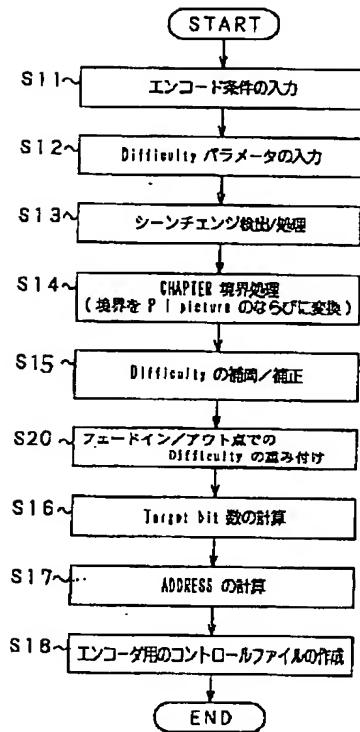 START
S11~
エンコード条件の入力
S12~
Difficulty パラメータの入力
S13~
シーンチェンジ検出/処理
S14~
CHAPTER 境界処理
(境界を P I picture のならびに変換)
S15~
Difficulty の補間/補正
S20~
フェードイン/アウト点での
Difficulty の重み付け
S16~
Target bit 数の計算
S17~
ADDRESS の計算
S18~
エンコーダ用のコントロールファイルの作成
END